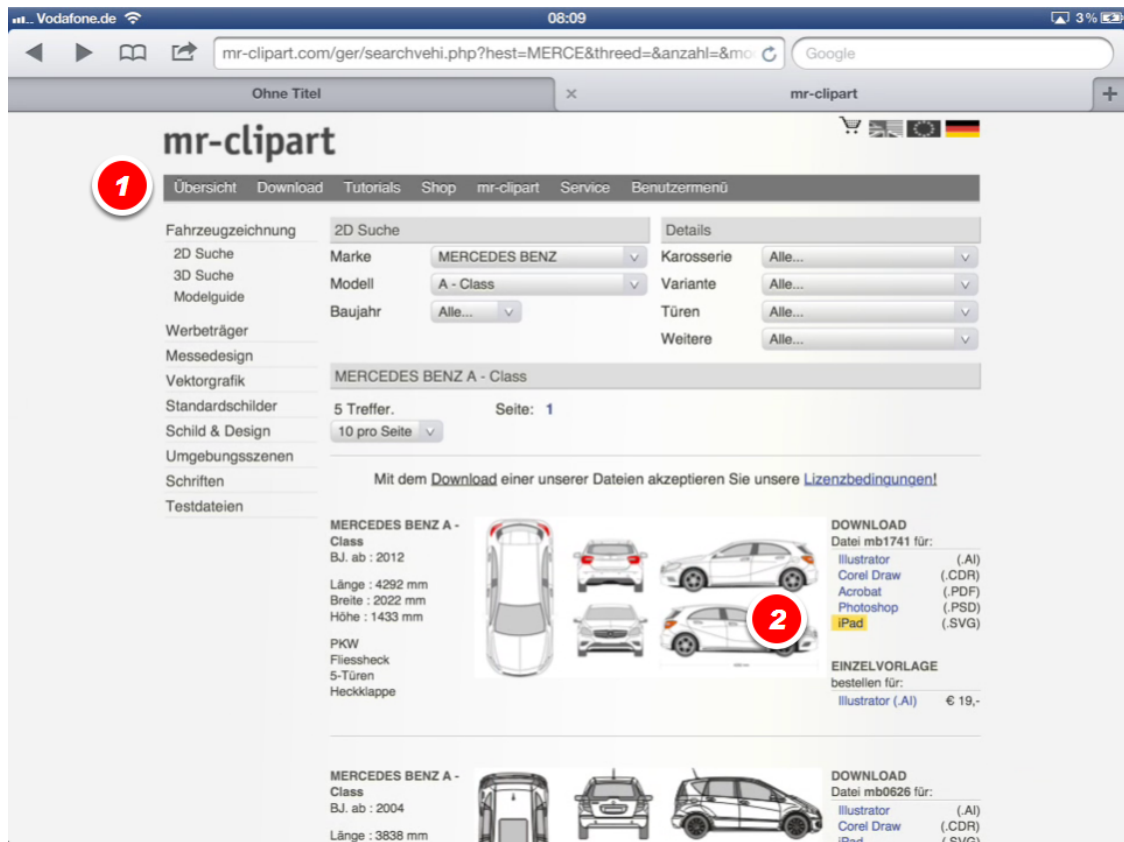 Vodafone.de
08:09
3%
mr-clipart.com/ger/searchvehi.php?hest=MERCE&threed=&anzahl=&mo
Google
Ohne Titel
mr-clipart
mr-clipart
1
Übersicht Download Tutorials Shop mr-clipart Service Benutzermenü
Fahrzeugzeichnung
2D Suche
3D Suche
Modelguide
Werbeträger
Messedesign
Vektorgrafik
Standardschilder
Schild & Design
Umgebungsszenen
Schriften
Testdateien
2D Suche
Marke MERCEDES BENZ
Modell A - Class
Baujahr Alle...
Details
Karosserie Alle...
Variante Alle...
Türen Alle...
Weitere Alle...
MERCEDES BENZ A - Class
5 Treffer. Seite: 1
10 pro Seite
Mit dem Download einer unserer Dateien akzeptieren Sie unsere Lizenzbedingungen!
MERCEDES BENZ A -
Class
BJ. ab : 2012
Länge : 4292 mm
Breite : 2022 mm
Höhe : 1433 mm
PKW
Fliessheck
5-Türen
Heckklappe
2
DOWNLOAD
Datei mb1741 für:
Illustrator (.AI)
Corel Draw (.CDR)
Acrobat (.PDF)
Photoshop (.PSD)
iPad (.SVG)
EINZELVORLAGE
bestellen für:
Illustrator (.AI) € 19,-
MERCEDES BENZ A -
Class
BJ. ab : 2004
Länge : 3838 mm
DOWNLOAD
Datei mb0626 für:
Illustrator (.AI)
Corel Draw (.CDR)
iPad (.SVG)